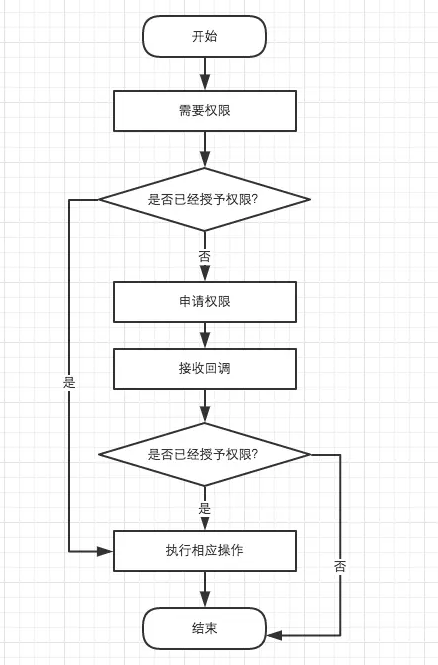 开始
需要权限
是否已经授予权限?
否
申请权限
接收回调
是
是否已经授予权限?
是
执行相应操作
否
结束